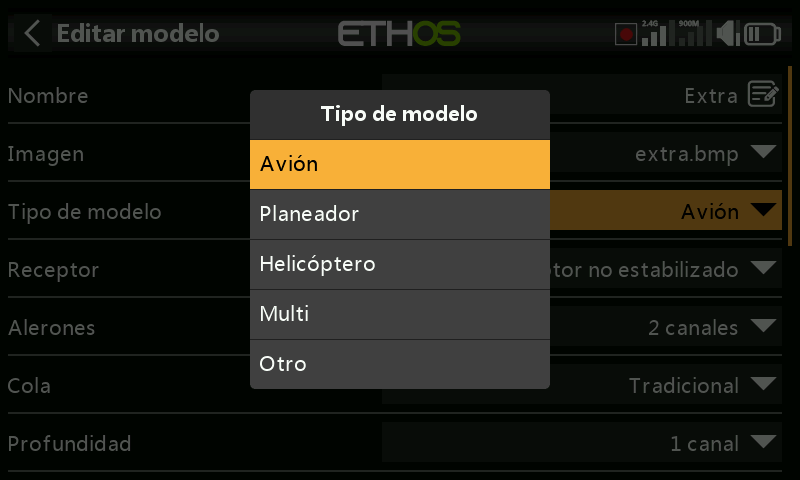 Editar modelo
ETHOS
2.4G
900M
Nombre
Extra
Imagen
extra.bmp
Tipo de modelo
Avión
Receptor
tor no estabilizado
Alerones
2 canales
Cola
Tradicional
Profundidad
1 canal
Tipo de modelo
Avión
Planeador
Helicóptero
Multi
Otro